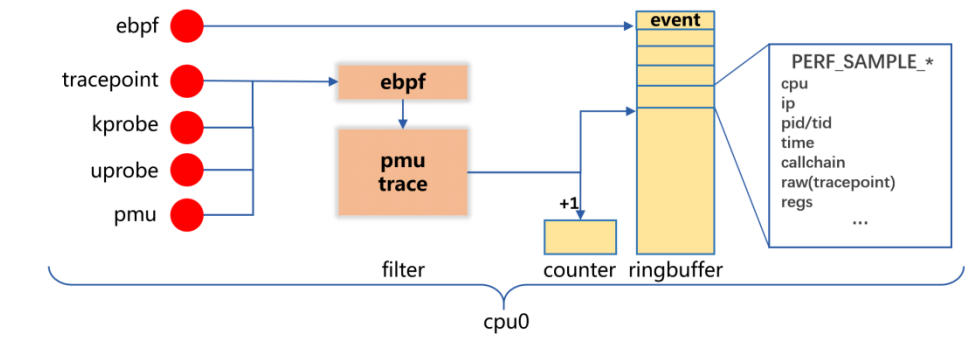 ebpf
tracepoint
kprobe
uprobe
pmu
ebpf
pmu
trace
filter
+1
counter
event
ringbuffer
PERF_SAMPLE_*
cpu
ip
pid/tid
time
callchain
raw(tracepoint)
regs
...
cpu0